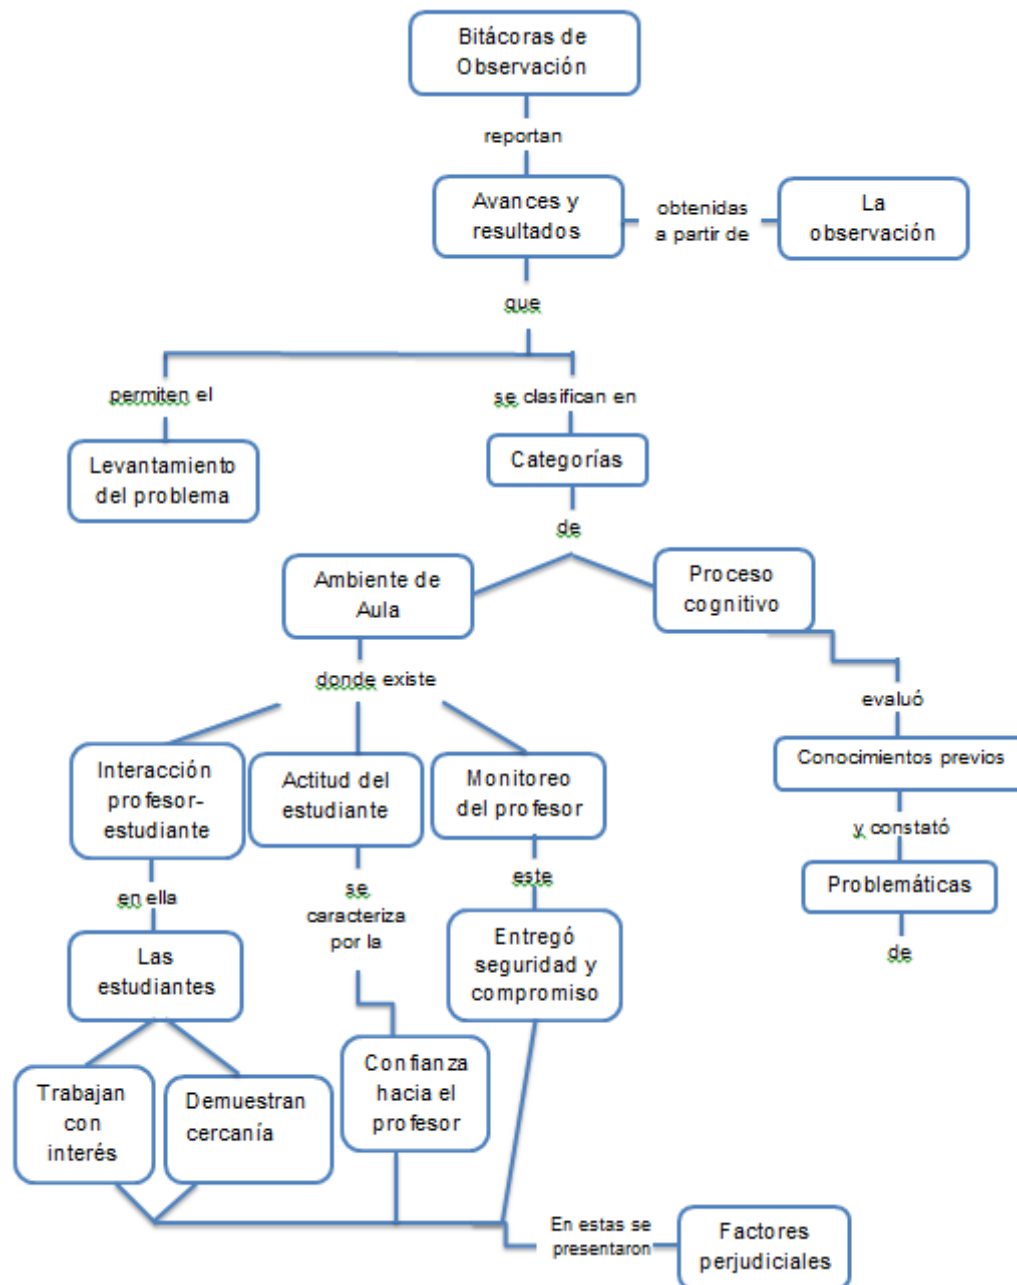 Bitácoras de
Observación
reportan
Avances y
resultados
obtenidas
a partir de
La
observación
que
permiten el
se clasifican en
Levantamiento
del problema
Categorías
de
Ambiente de
Aula
Proceso
cognitivo
donde existe
evaluó
Interacción
profesor-
estudiante
Actitud del
estudiante
Monitoreo
del profesor
Conocimientos previos
y constató
en ella
se
caracteriza
por la
este
Problemáticas
de
Las
estudiantes
Entregó
seguridad y
compromiso
Trabajan
con
interés
Demuestran
cercanía
Confianza
hacia el
profesor
En estas se
presentaron
Factores
perjudiciales